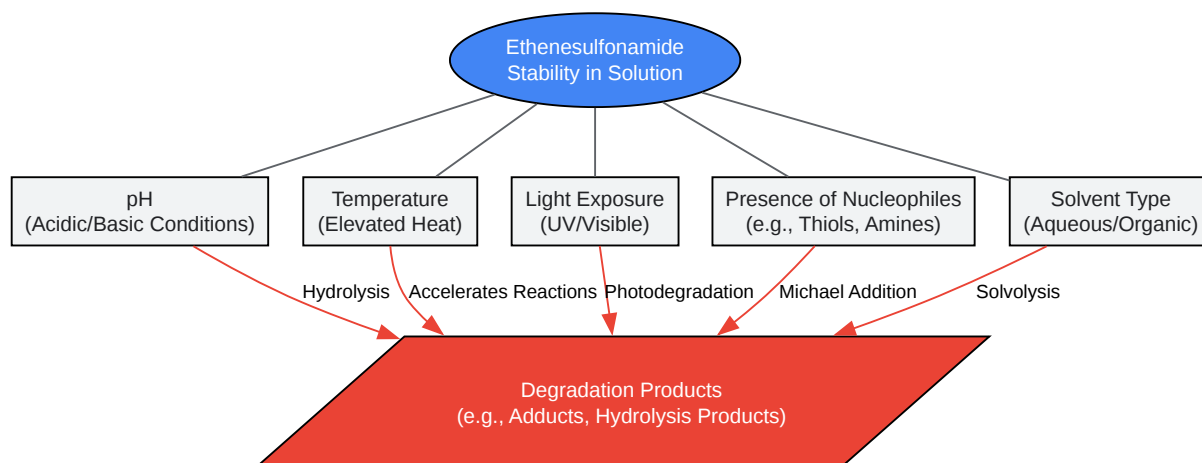 Ethenesulfonamide
Stability in Solution
pH
(Acidic/Basic Conditions)
Temperature
(Elevated Heat)
Light Exposure
(UV/Visible)
Presence of Nucleophiles
(e.g., Thiols, Amines)
Solvent Type
(Aqueous/Organic)
Hydrolysis
Accelerates Reactions
Photodegradation
Michael Addition
Solvolysis
Degradation Products
(e.g., Adducts, Hydrolysis Products)